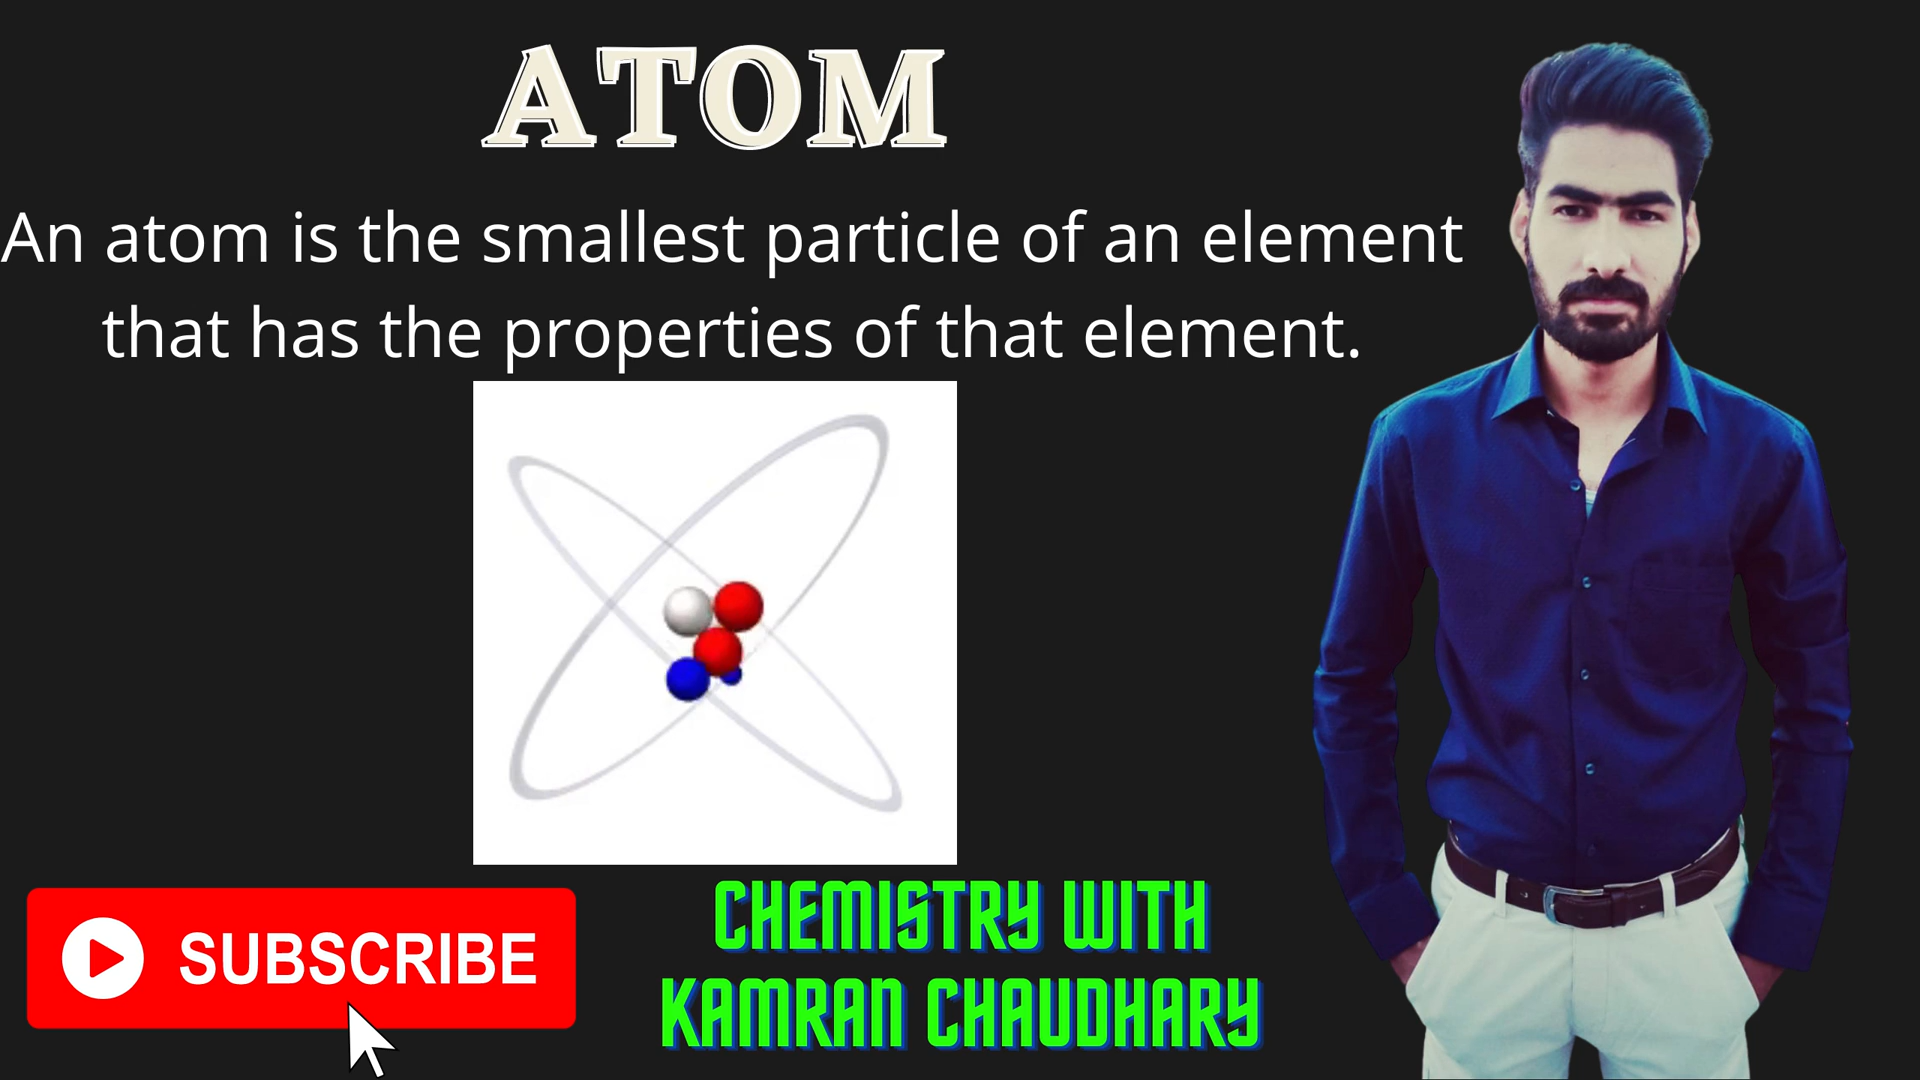 ATOM
An atom is the smallest particle of an element
that has the properties of that element.
SUBSCRIBE
CHEMISTRY WITH
KAMRAN CHAUDHARY